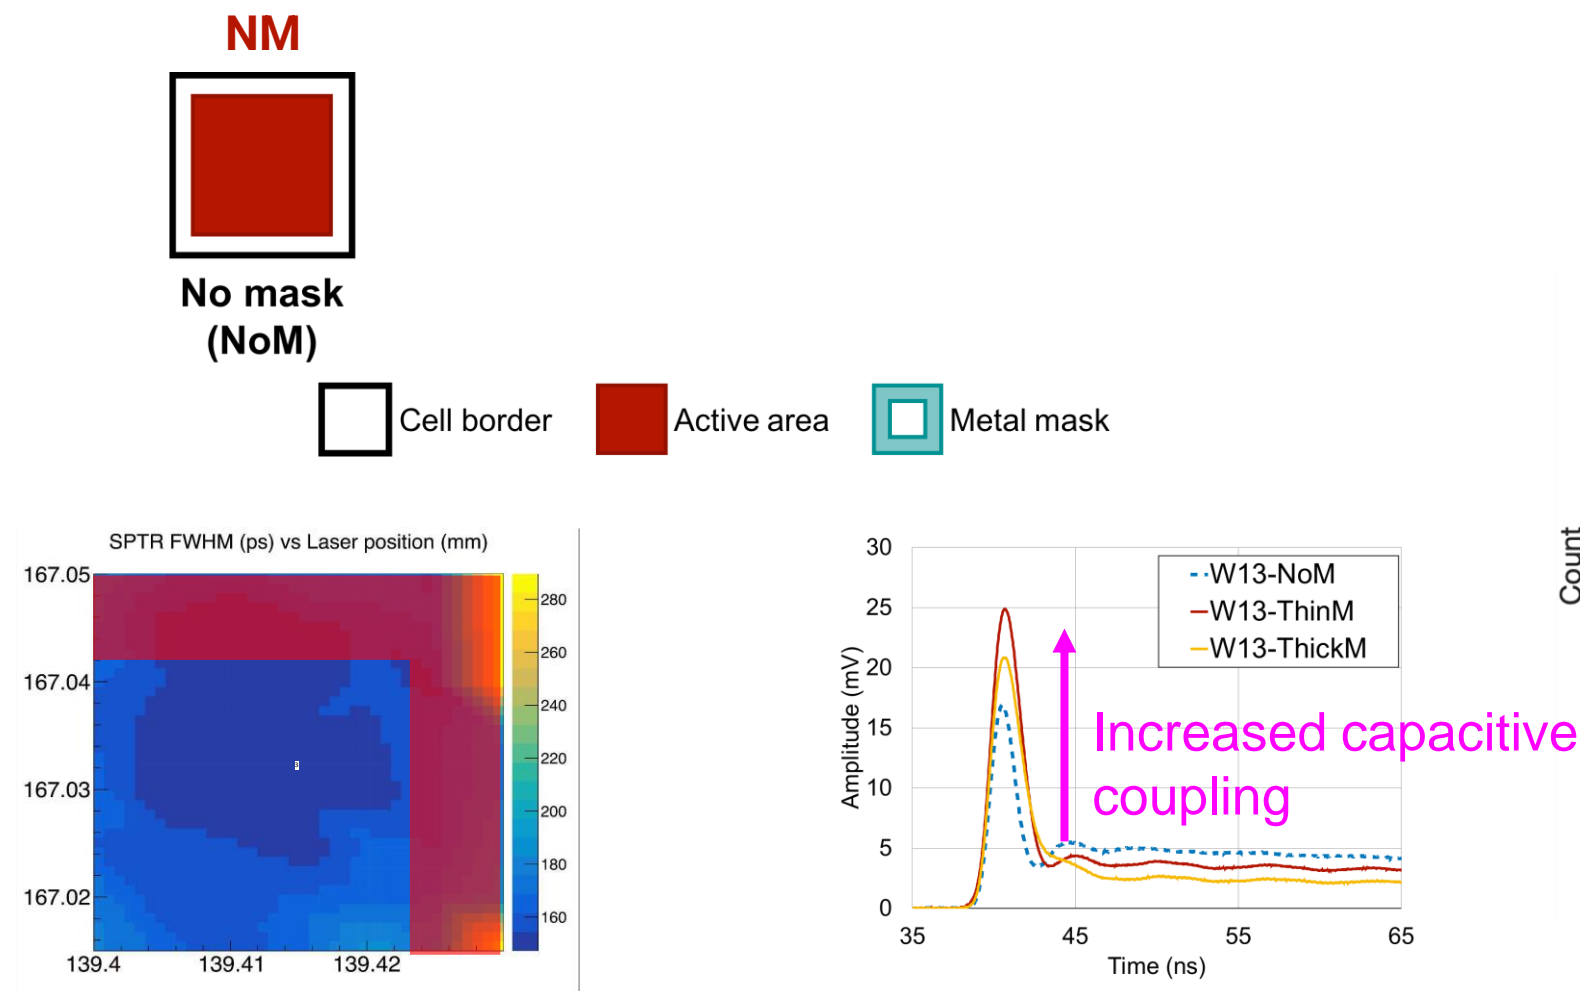 NM
No mask
(NoM)
Cell border
Active area
Metal mask
SPTR FWHM (ps) vs Laser position (mm)
167.05
167.04
167.03
167.02
139.4
139.41
139.42
280
260
240
220
200
180
160
30
25
20
15
10
5
0
35
45
55
65
Amplitude (mV)
Time (ns)
W13-NoM
W13-ThinM
W13-ThickM
Increased capacitive
coupling
Count